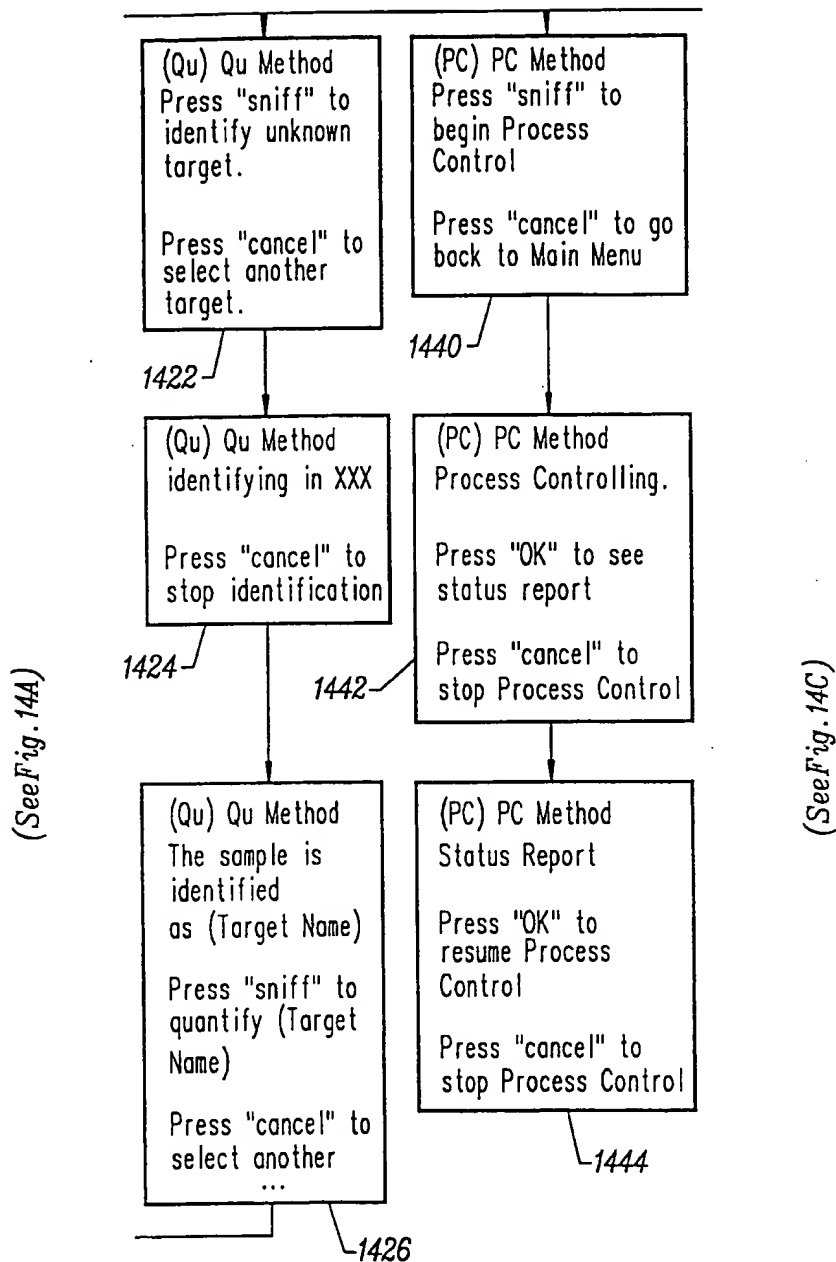 (Qu) Qu Method
Press "sniff" to
identify unknown
target.
Press "cancel" to
select another
target.
1422
(PC) PC Method
Press "sniff" to
begin Process
Control
Press "cancel" to go
back to Main Menu
1440
(Qu) Qu Method
identifying in XXX
Press "cancel" to
stop identification
1424
(PC) PC Method
Process Controlling.
Press "OK" to see
status report
Press "cancel" to
stop Process Control
1442
(See Fig. 14A)
(See Fig. 14C)
(Qu) Qu Method
The sample is
identified
as (Target Name)
Press "sniff" to
quantify (Target
Name)
Press "cancel" to
select another
...
1426
(PC) PC Method
Status Report
Press "OK" to
resume Process
Control
Press "cancel" to
stop Process Control
1444